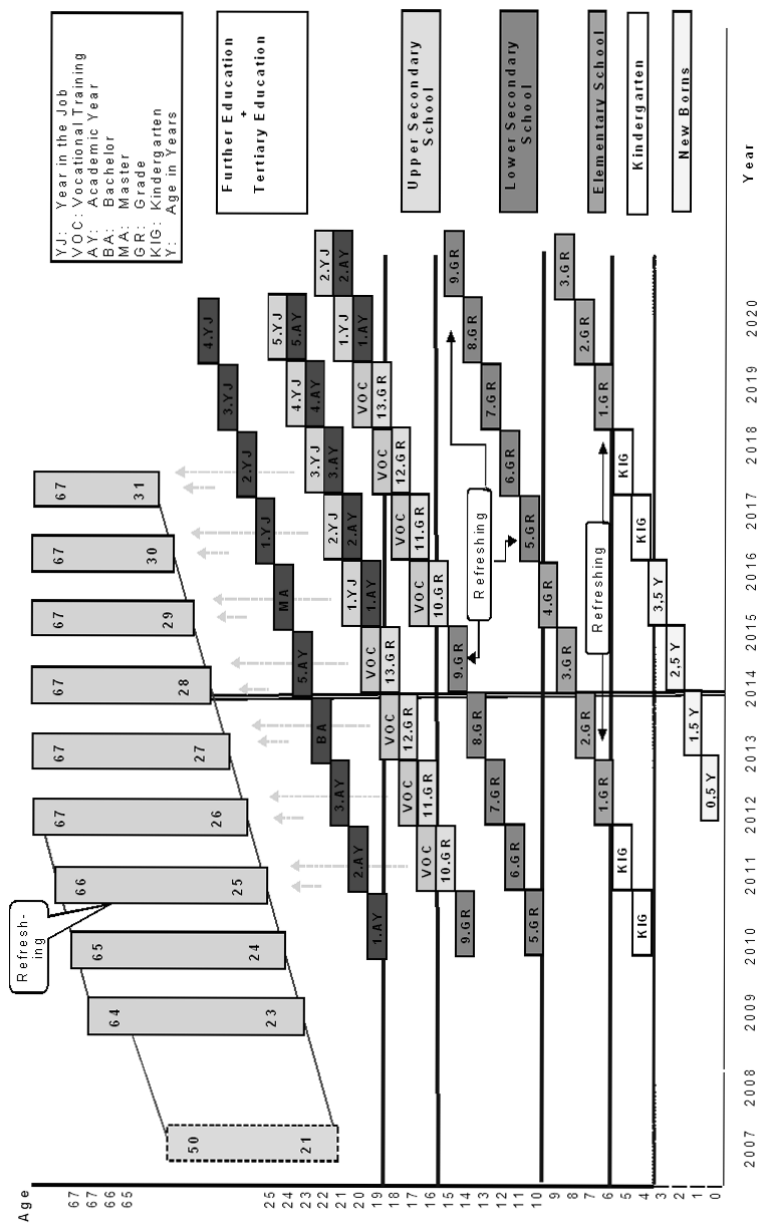 Age
67
67
66
65
25
24
23
22
21
20
19
18
17
16
15
14
13
12
11
10
9
8
7
6
5
4
3
2
1
0
50
21
64
23
65
24
Refresh-
ing
66
25
67
26
67
27
67
28
67
29
67
30
67
31
YJ: Year in the Job
VOC: Vocational Training
AY: Academic Year
BA: Bachelor
MA: Master
GR: Grade
KIG: Kindergarten
Y: Age in Years
1.AY
2.AY
3.AY
BA
5.AY
MA
1.YJ
2.YJ
3.YJ
4.YJ
Further Education
+
Tertiary Education
9.GR
VOC
10.GR
VOC
11.GR
VOC
12.GR
VOC
13.GR
1.YJ
1.AY
2.YJ
2.AY
3.YJ
3.AY
4.YJ
4.AY
5.YJ
5.AY
Upper Secondary
School
5.GR
6.GR
7.GR
8.GR
9.GR
VOC
10.GR
VOC
11.GR
VOC
12.GR
VOC
13.GR
1.YJ
1.AY
2.YJ
2.AY
Refreshing
Lower Secondary
School
KIG
KIG
1.GR
2.GR
3.GR
4.GR
5.GR
6.GR
7.GR
8.GR
9.GR
Refreshing
Elementary School
Kindergarten
0.5 Y
1.5 Y
2.5 Y
3,5 Y
KIG
KIG
1.GR
2.GR
3.GR
New Borns
2007 2008 2009 2010 2011 2012 2013 2014 2015 2016 2017 2018 2019 2020 Year